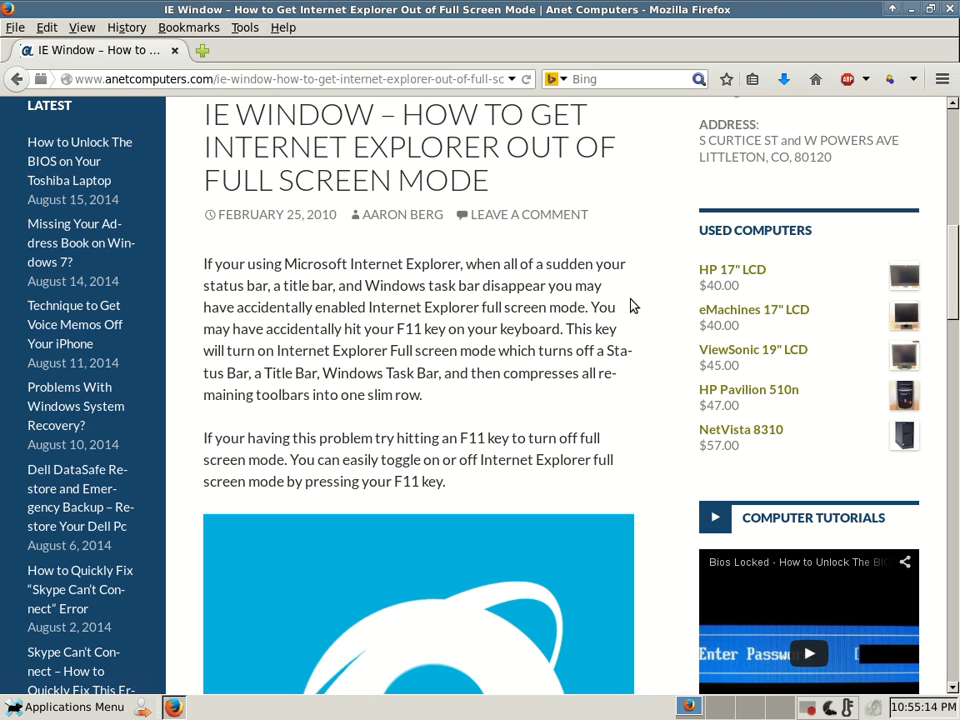 IE Window – How to Get Internet Explorer Out of Full Screen Mode | Anet Computers - Mozilla Firefox
File Edit View History Bookmarks Tools Help
IE Window – How to ...
www.anetcomputers.com/ie-window-how-to-get-internet-explorer-out-of-full-sc
Bing
ABP
LATEST
How to Unlock The
BIOS on Your
Toshiba Laptop
August 15, 2014
Missing Your Ad-
dress Book on Win-
dows 7?
August 14, 2014
Technique to Get
Voice Memos Off
Your iPhone
August 11, 2014
Problems With
Windows System
Recovery?
August 10, 2014
Dell DataSafe Re-
store and Emer-
gency Backup – Re-
store Your Dell Pc
August 6, 2014
How to Quickly Fix
“Skype Can’t Con-
nect” Error
August 2, 2014
Skype Can’t Con-
nect – How to
Quickly Fix This Er-
IE WINDOW – HOW TO GET
INTERNET EXPLORER OUT OF
FULL SCREEN MODE
FEBRUARY 25, 2010 AARON BERG LEAVE A COMMENT
If your using Microsoft Internet Explorer, when all of a sudden your
status bar, a title bar, and Windows task bar disappear you may
have accidentally enabled Internet Explorer full screen mode. You
may have accidentally hit your F11 key on your keyboard. This key
will turn on Internet Explorer Full screen mode which turns off a Sta-
tus Bar, a Title Bar, Windows Task Bar, and then compresses all re-
maining toolbars into one slim row.
If your having this problem try hitting an F11 key to turn off full
screen mode. You can easily toggle on or off Internet Explorer full
screen mode by pressing your F11 key.
ADDRESS:
S CURTICE ST and W POWERS AVE
LITTLETON, CO, 80120
USED COMPUTERS
HP 17" LCD
$40.00
eMachines 17" LCD
$40.00
ViewSonic 19" LCD
$45.00
HP Pavilion 510n
$47.00
NetVista 8310
$57.00
COMPUTER TUTORIALS
Bios Locked - How to Unlock The BIO
Enter Passwo
Applications Menu
10:55:14 PM